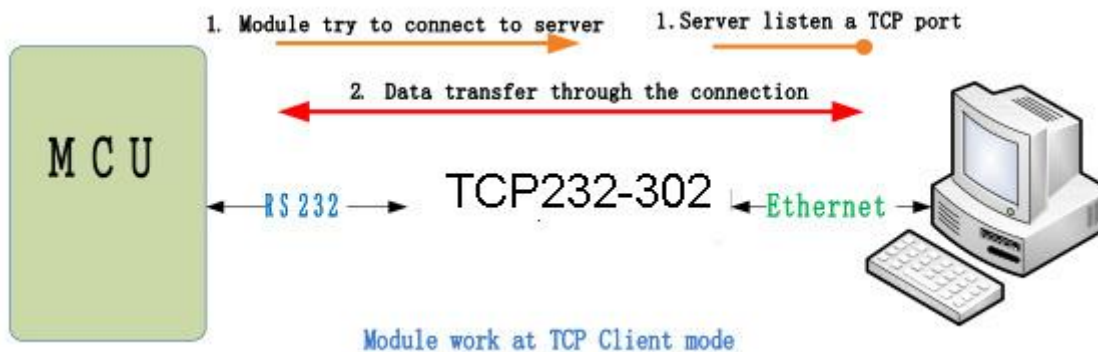 1. Module try to connect to server
1. Server listen a TCP port
2. Data transfer through the connection
MCU
RS232
TCP232-302
Ethernet
Module work at TCP Client mode